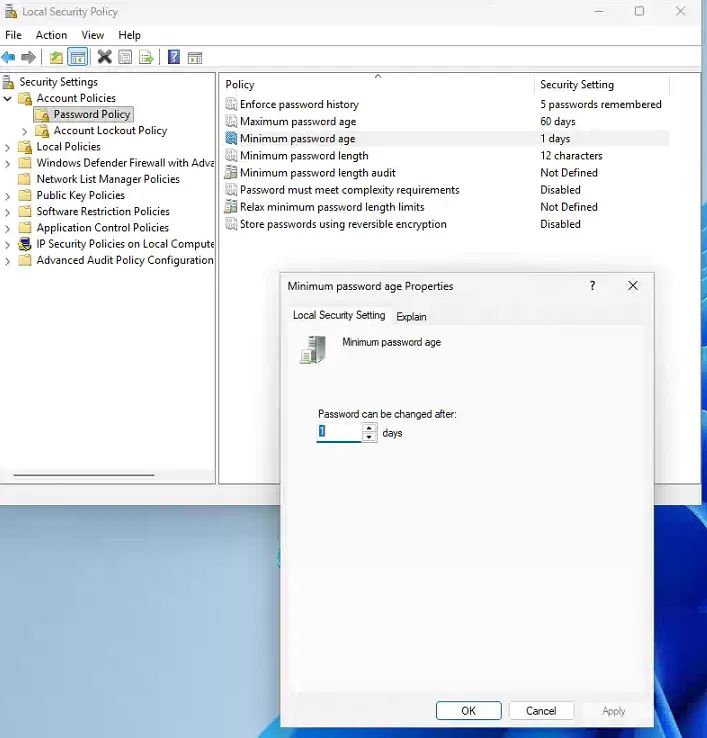 Local Security Policy
File Action View Help
Security Settings
Account Policies
Password Policy
Account Lockout Policy
Local Policies
Windows Defender Firewall with Adva
Network List Manager Policies
Public Key Policies
Software Restriction Policies
Application Control Policies
IP Security Policies on Local Compute
Advanced Audit Policy Configuration
Policy Security Setting
Enforce password history 5 passwords remembered
Maximum password age 60 days
Minimum password age 1 days
Minimum password length 12 characters
Minimum password length audit Not Defined
Password must meet complexity requirements Disabled
Relax minimum password length limits Not Defined
Store passwords using reversible encryption Disabled
Minimum password age Properties ?
Local Security Setting Explain
Minimum password age
Password can be changed after:
1 days
OK Cancel Apply